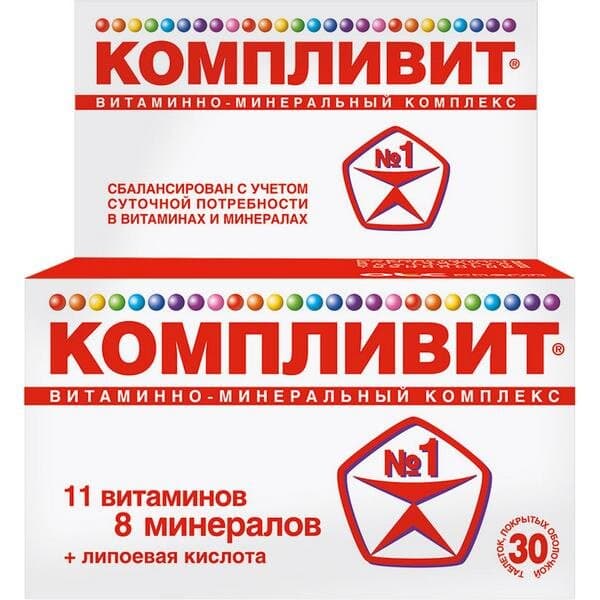 КОМПЛИВИТ®
ВИТАМИННО-МИНЕРАЛЬНЫЙ КОМПЛЕКС
№1
СБАЛАНСИРОВАН С УЧЕТОМ
СУТОЧНОЙ ПОТРЕБНОСТИ
В ВИТАМИНАХ И МИНЕРАЛАХ
КОМПЛИВИТ®
ВИТАМИННО-МИНЕРАЛЬНЫЙ КОМПЛЕКС
№1
11 витаминов
8 минералов
+ липоевая кислота
ТАБЛЕТОК, ПОКРЫТЫХ ОБОЛОЧКОЙ
30